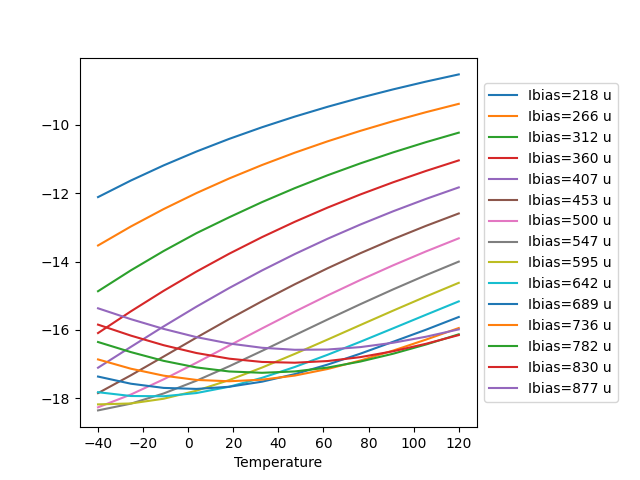 −10
−12
−14
−16
−18
−40
−20
0
20
40
60
80
100
120
Temperature
Ibias=218 u
Ibias=266 u
Ibias=312 u
Ibias=360 u
Ibias=407 u
Ibias=453 u
Ibias=500 u
Ibias=547 u
Ibias=595 u
Ibias=642 u
Ibias=689 u
Ibias=736 u
Ibias=782 u
Ibias=830 u
Ibias=877 u